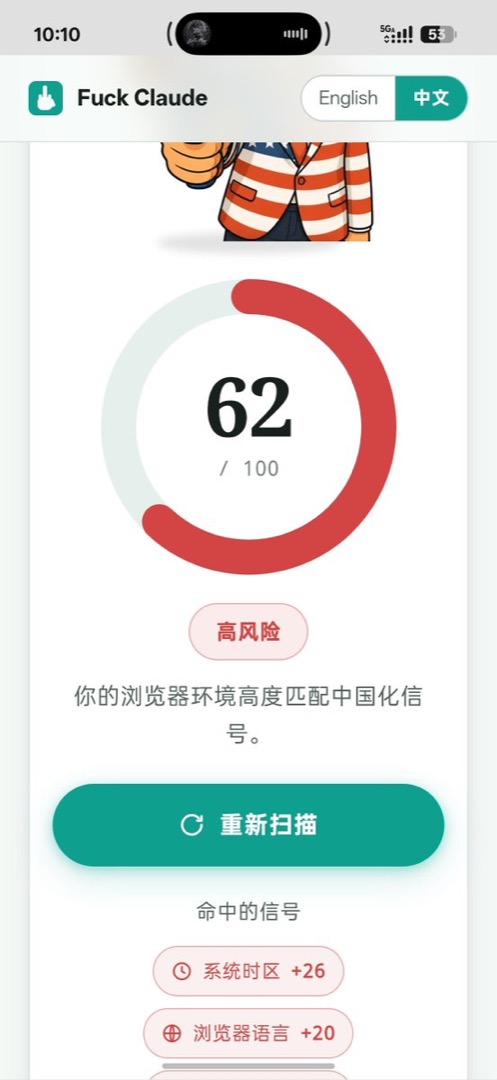 10:10
5GA
53
Fuck Claude
English
中文
62
/ 100
高风险
你的浏览器环境高度匹配中国化信
号。
重新扫描
命中的信号
系统时区 +26
浏览器语言 +20